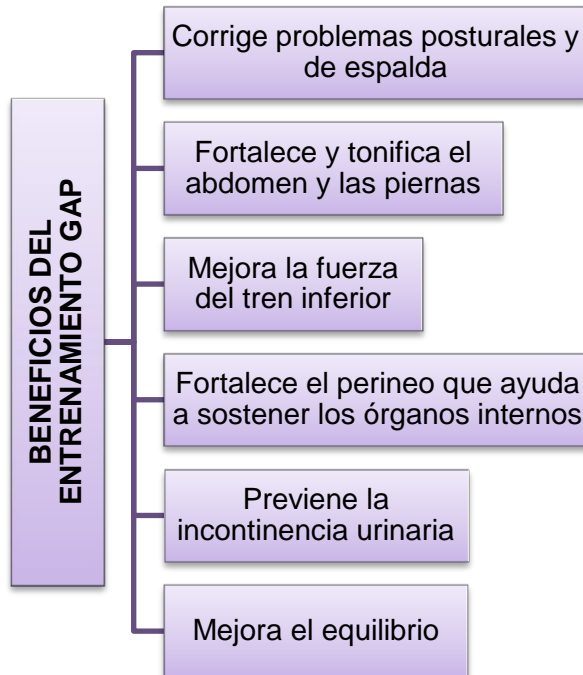 BENEFICIOS DEL
ENTRENAMIENTO GAP
Corrige problemas posturales y
de espalda
Fortalece y tonifica el
abdomen y las piernas
Mejora la fuerza
del tren inferior
Fortalece el perineo que ayuda
a sostener los órganos internos
Previene la
incontinencia urinaria
Mejora el equilibrio